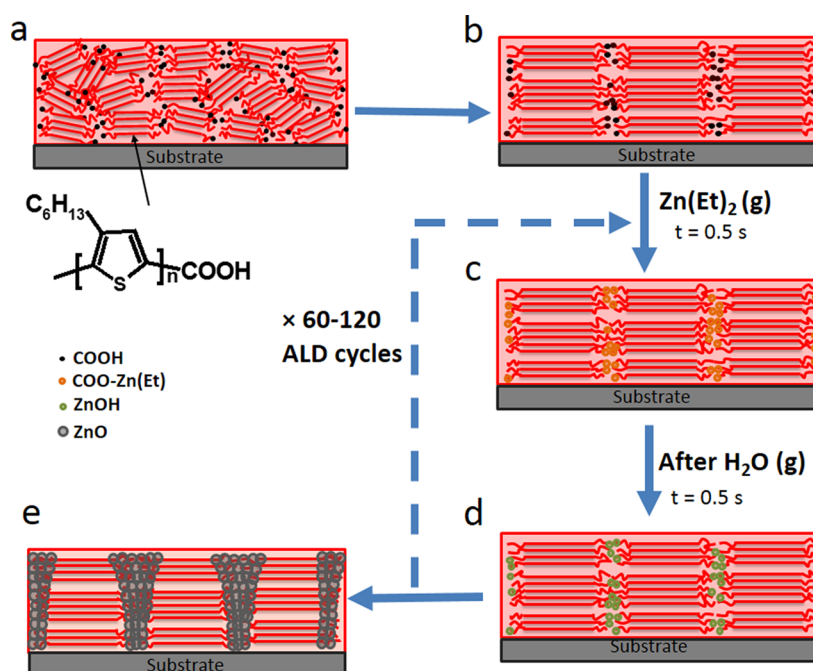 a
Substrate
b
Substrate
C₆H₁₃
S
n
COOH
Zn(Et)₂ (g)
t = 0.5 s
c
Substrate
× 60-120
ALD cycles
COOH
COO-Zn(Et)
ZnOH
ZnO
After H₂O (g)
t = 0.5 s
d
Substrate
e
Substrate